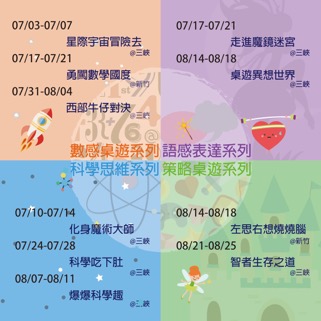 07/03-07/07
星際宇宙冒險去
@三峽
07/17-07/21
勇闖數學國度
@新竹
07/31-08/04
西部牛仔對決
@三峽
數感桌遊系列
07/17-07/21
走進魔鏡迷宮
@三峽
08/14-08/18
桌遊異想世界
@三峽
語感表達系列
科學思維系列
07/10-07/14
化身魔術大師
@三峽
07/24-07/28
科學吃下肚
@三峽
08/07-08/11
爆爆科學趣
@三峽
策略桌遊系列
08/14-08/18
左思右想燒燒腦
@新竹
08/21-08/25
智者生存之道
@三峽